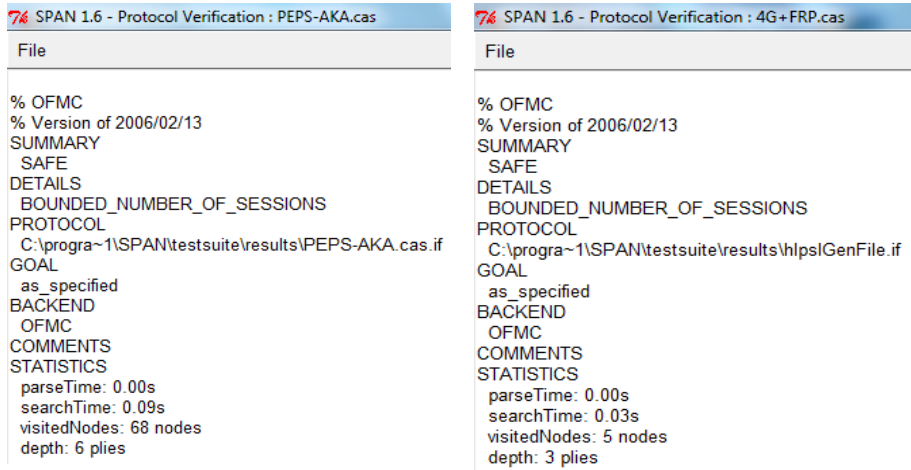 SPAN 1.6 - Protocol Verification : PEPS-AKA.cas
File
% OFMC
% Version of 2006/02/13
SUMMARY
SAFE
DETAILS
BOUNDED_NUMBER_OF_SESSIONS
PROTOCOL
C:\progra~1\SPAN\testsuite\results\PEPS-AKA.cas.if
GOAL
as_specified
BACKEND
OFMC
COMMENTS
STATISTICS
parseTime: 0.00s
searchTime: 0.09s
visitedNodes: 68 nodes
depth: 6 plies
SPAN 1.6 - Protocol Verification : 4G+FRP.cas
File
% OFMC
% Version of 2006/02/13
SUMMARY
SAFE
DETAILS
BOUNDED_NUMBER_OF_SESSIONS
PROTOCOL
C:\progra~1\SPAN\testsuite\results\hlpslGenFile.if
GOAL
as_specified
BACKEND
OFMC
COMMENTS
STATISTICS
parseTime: 0.00s
searchTime: 0.03s
visitedNodes: 5 nodes
depth: 3 plies